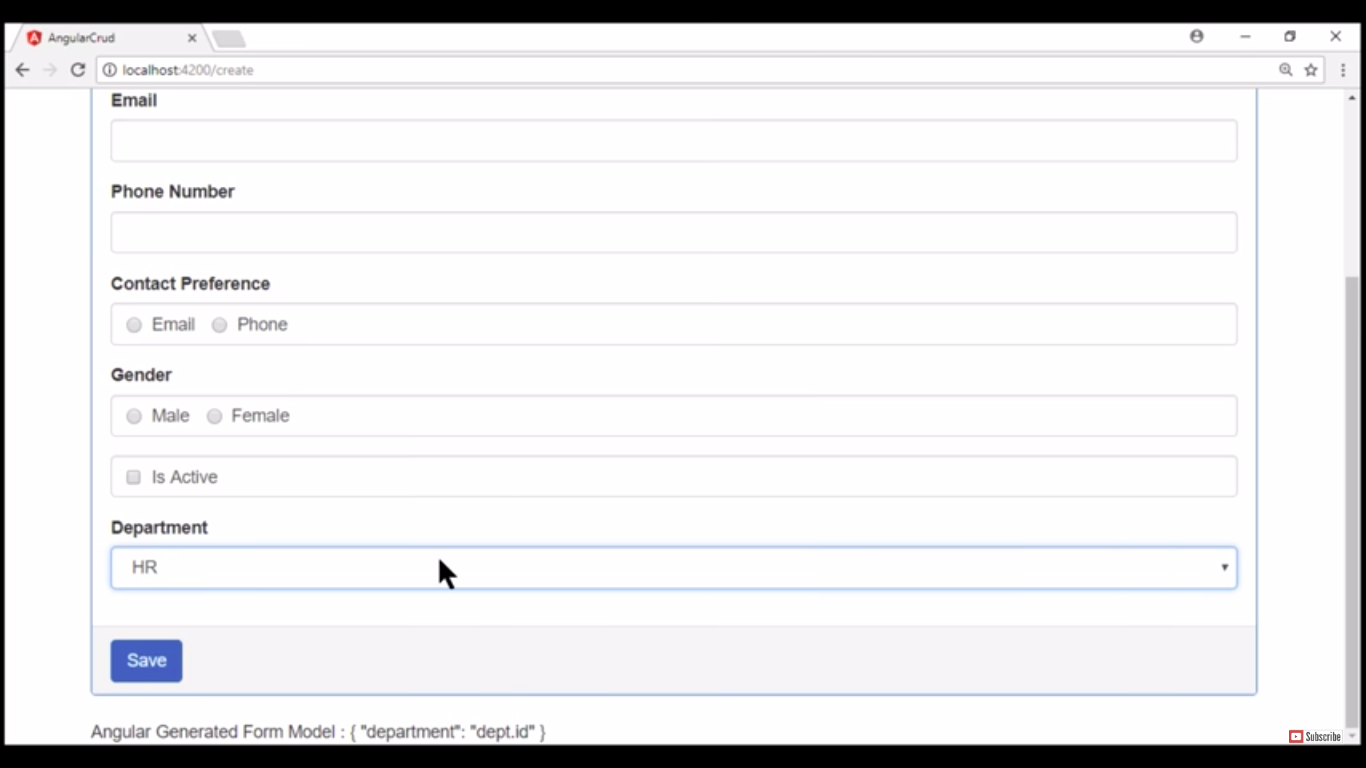 AngularCrud
localhost:4200/create
Email
Phone Number
Contact Preference
Email Phone
Gender
Male Female
Is Active
Department
HR
Save
Angular Generated Form Model : { "department": "dept.id" }
Subscribe